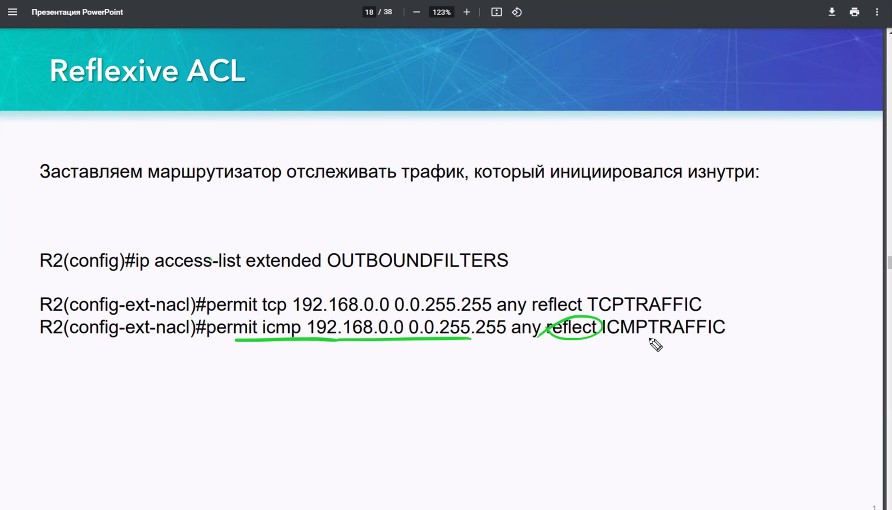 Презентация PowerPoint
18 / 38
123%
Reflexive ACL
Заставляем маршрутизатор отслеживать трафик, который инициировался изнутри:
R2(config)#ip access-list extended OUTBOUNDFILTERS
R2(config-ext-nacl)#permit tcp 192.168.0.0 0.0.255.255 any reflect TCPTRAFFIC
R2(config-ext-nacl)#permit icmp 192.168.0.0 0.0.255.255 any reflect ICMPTRAFFIC
1